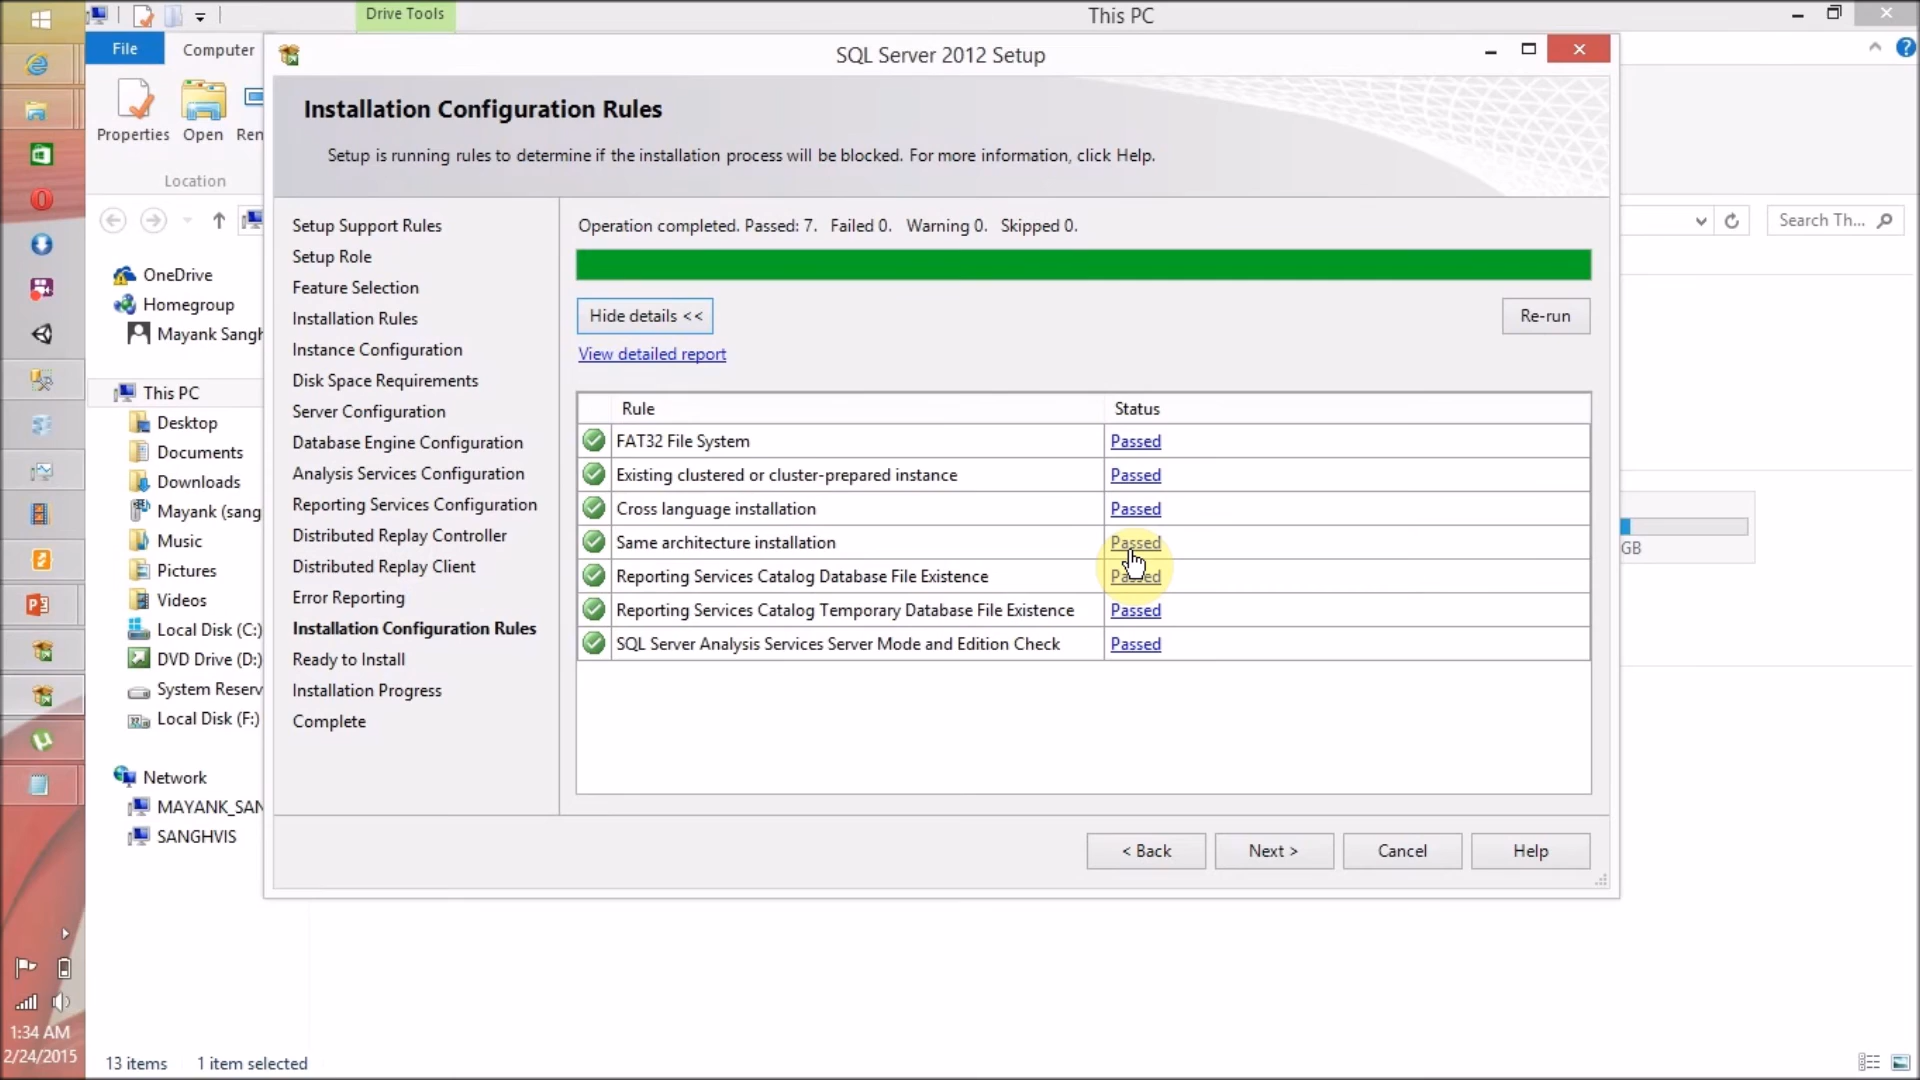 Drive Tools
This PC
File
Computer
SQL Server 2012 Setup
Properties
Open
Ren
Location
Search Th...
Installation Configuration Rules
Setup is running rules to determine if the installation process will be blocked. For more information, click Help.
OneDrive
Homegroup
Mayank Sangh
This PC
Desktop
Documents
Downloads
Mayank (sang
Music
Pictures
Videos
Local Disk (C:)
DVD Drive (D:)
System Reserv
Local Disk (F:)
Network
MAYANK_SAN
SANGHVIS
Setup Support Rules
Setup Role
Feature Selection
Installation Rules
Instance Configuration
Disk Space Requirements
Server Configuration
Database Engine Configuration
Analysis Services Configuration
Reporting Services Configuration
Distributed Replay Controller
Distributed Replay Client
Error Reporting
Installation Configuration Rules
Ready to Install
Installation Progress
Complete
Operation completed. Passed: 7. Failed 0. Warning 0. Skipped 0.
Hide details <<
Re-run
View detailed report
Rule Status
FAT32 File System Passed
Existing clustered or cluster-prepared instance Passed
Cross language installation Passed
Same architecture installation Passed
Reporting Services Catalog Database File Existence Passed
Reporting Services Catalog Temporary Database File Existence Passed
SQL Server Analysis Services Server Mode and Edition Check Passed
GB
< Back
Next >
Cancel
Help
1:34 AM
2/24/2015
13 items 1 item selected